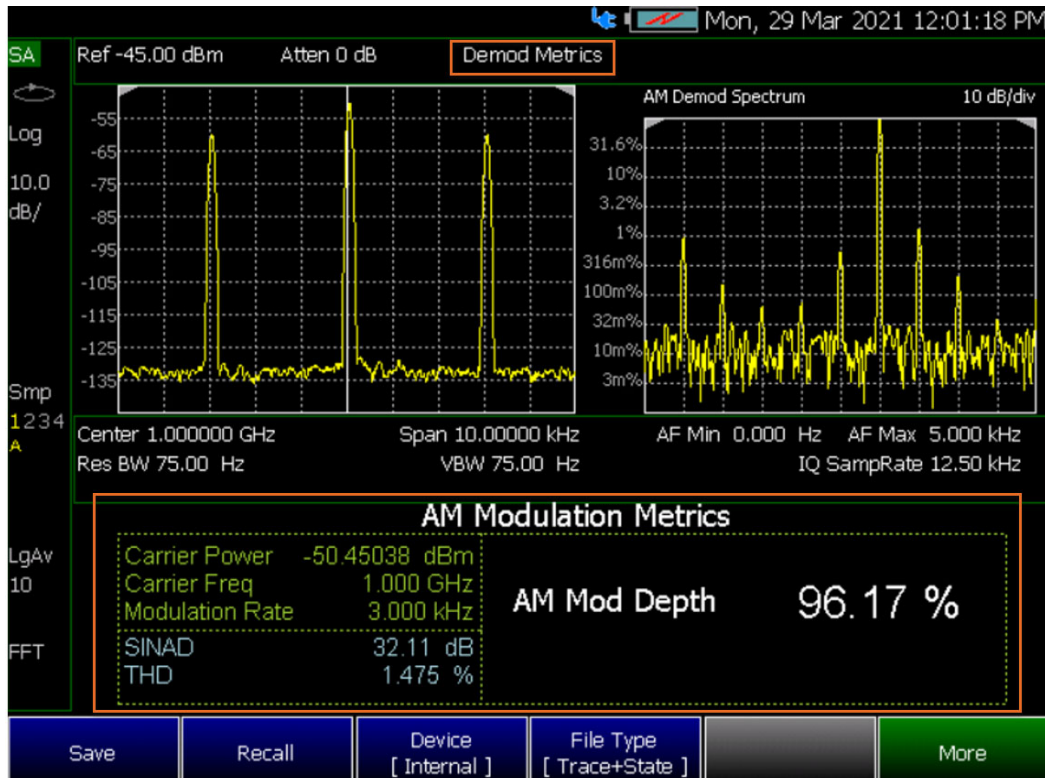 Mon, 29 Mar 2021 12:01:18 PM
SA
Ref -45.00 dBm Atten 0 dB Demod Metrics
AM Demod Spectrum 10 dB/div
Log
10.0
dB/
-55
-65
-75
-85
-95
-105
-115
-125
-135
31.6%
10%
3.2%
1%
316m%
100m%
32m%
10m%
3m%
Smp
1234
A
Center 1.000000 GHz Span 10.00000 kHz AF Min 0.000 Hz AF Max 5.000 kHz
Res BW 75.00 Hz VBW 75.00 Hz IQ SampRate 12.50 kHz
AM Modulation Metrics
LgAv
10
FFT
Carrier Power -50.45038 dBm
Carrier Freq 1.000 GHz
Modulation Rate 3.000 kHz
SINAD 32.11 dB
THD 1.475 %
AM Mod Depth 96.17 %
Save Recall Device File Type More
[ Internal ] [ Trace+State ]